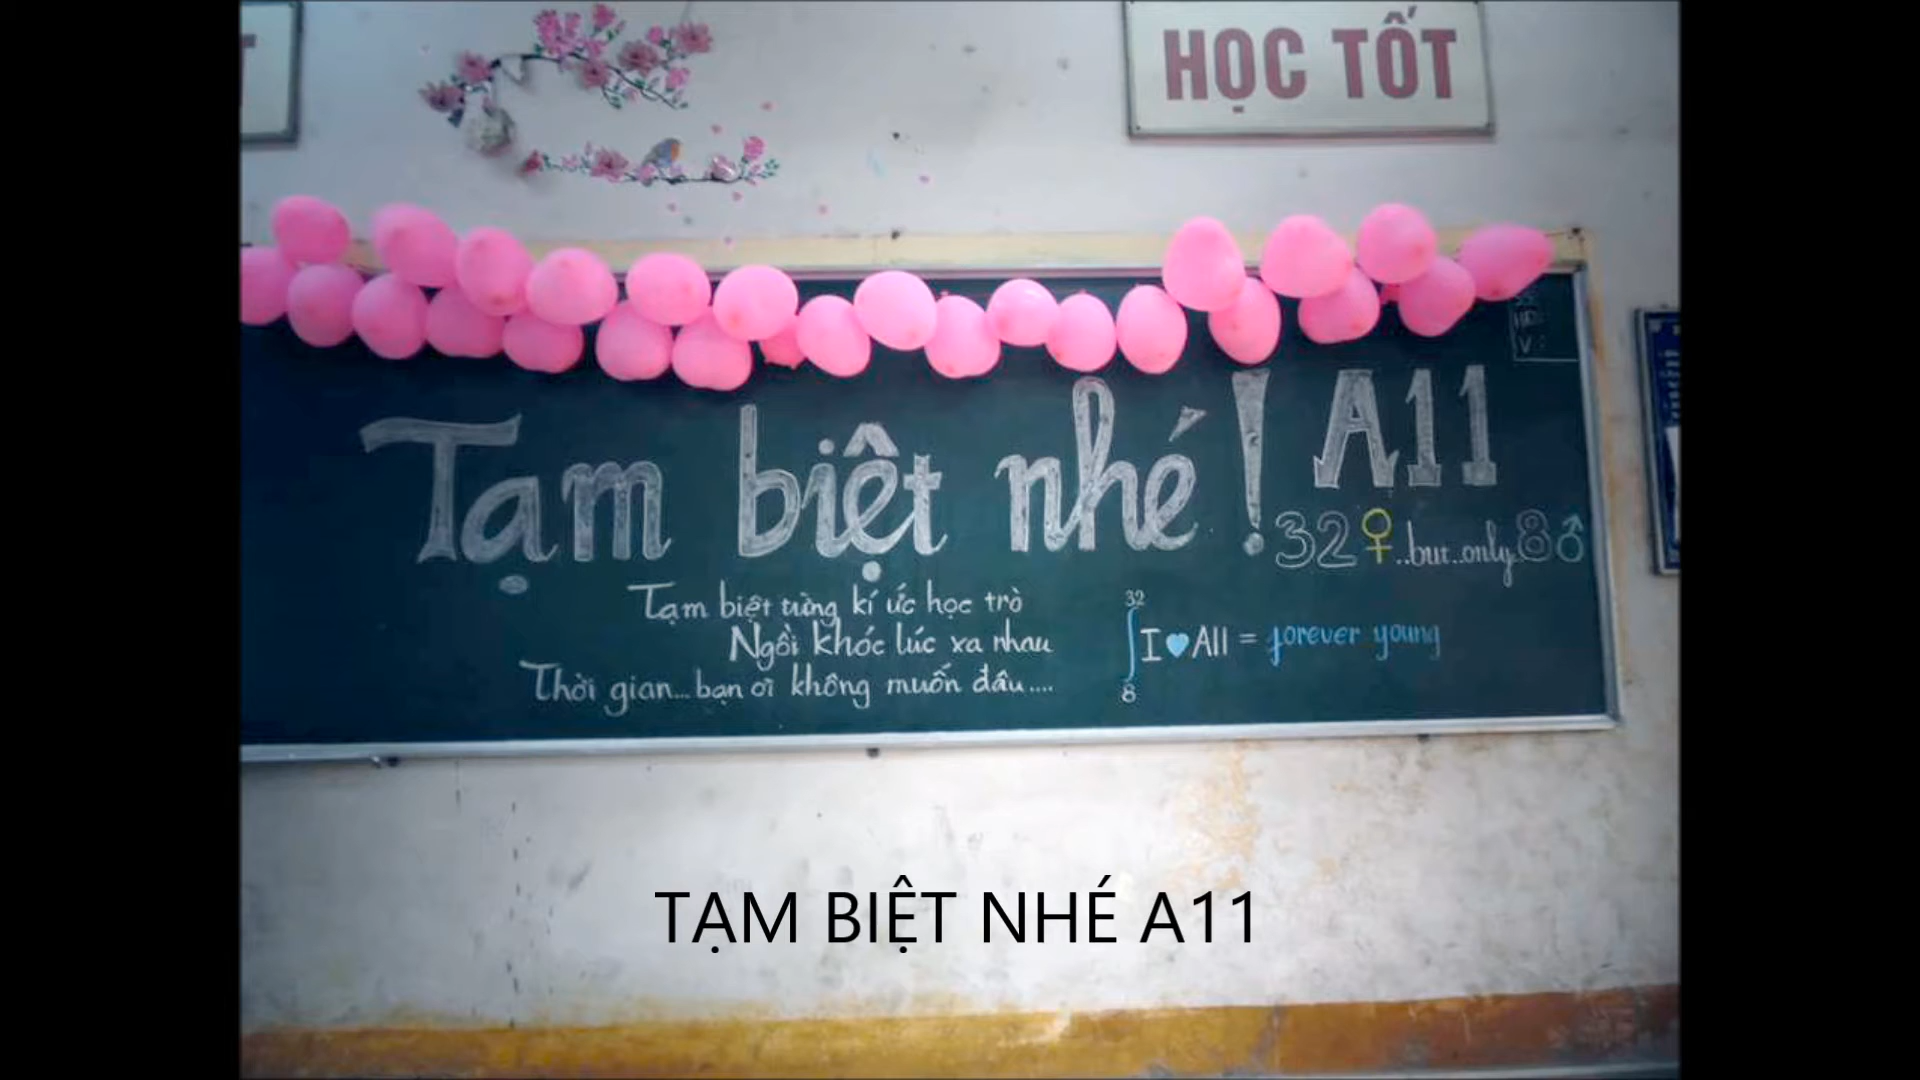 HỌC TỐT
Tạm biệt nhé! A11
32♀..but..only 8♂
Tạm biệt từng kí ức học trò
Ngồi khóc lúc xa nhau
Thời gian...bạn ơi không muốn đâu....
32
∫ I ♥ A11 = forever young
8
TẠM BIỆT NHÉ A11